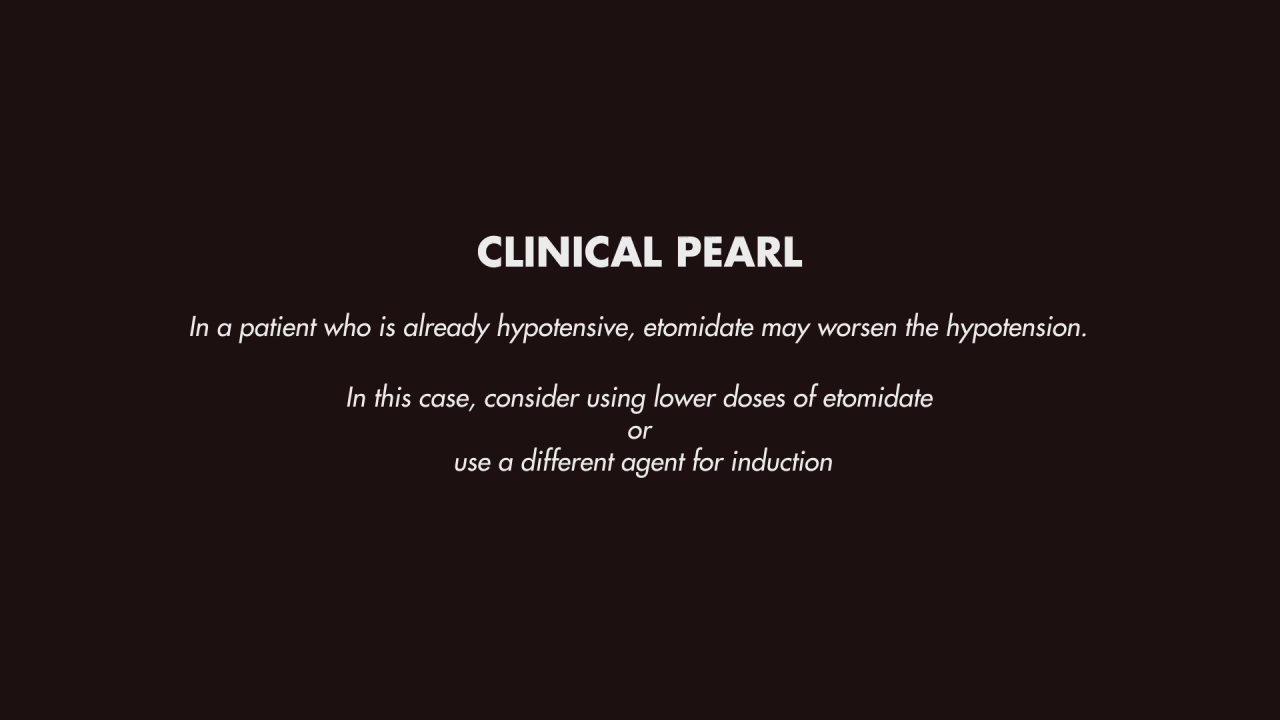 CLINICAL PEARL
In a patient who is already hypotensive, etomidate may worsen the hypotension.
In this case, consider using lower doses of etomidate
or
use a different agent for induction